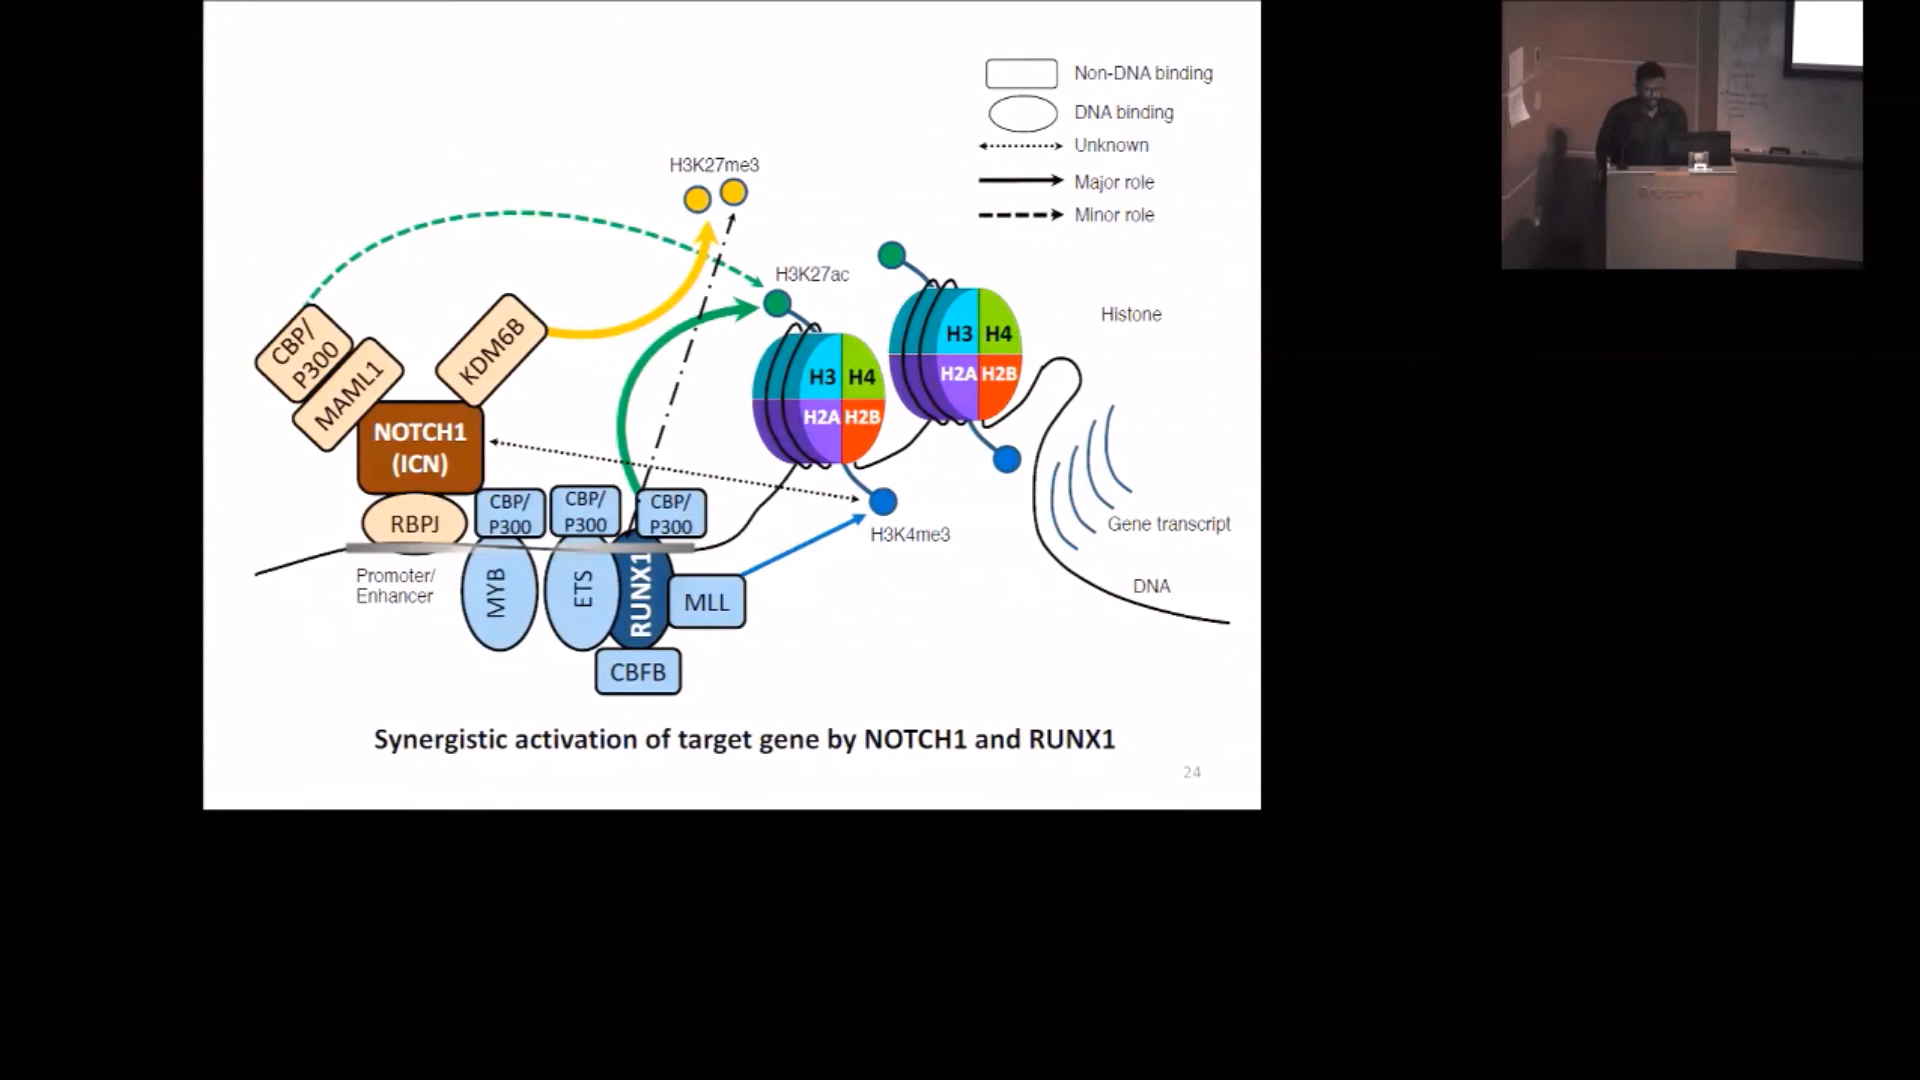 Non-DNA binding
DNA binding
Unknown
Major role
Minor role
H3K27me3
H3K27ac
Histone
CBP/
P300
MAML1
KDM6B
H3 H4
H2A H2B
H3 H4
H2A H2B
NOTCH1
(ICN)
RBPJ
CBP/
P300
CBP/
P300
CBP/
P300
H3K4me3
Gene transcript
Promoter/
Enhancer
MYB
ETS
RUNX1
MLL
CBFB
DNA
Synergistic activation of target gene by NOTCH1 and RUNX1
24